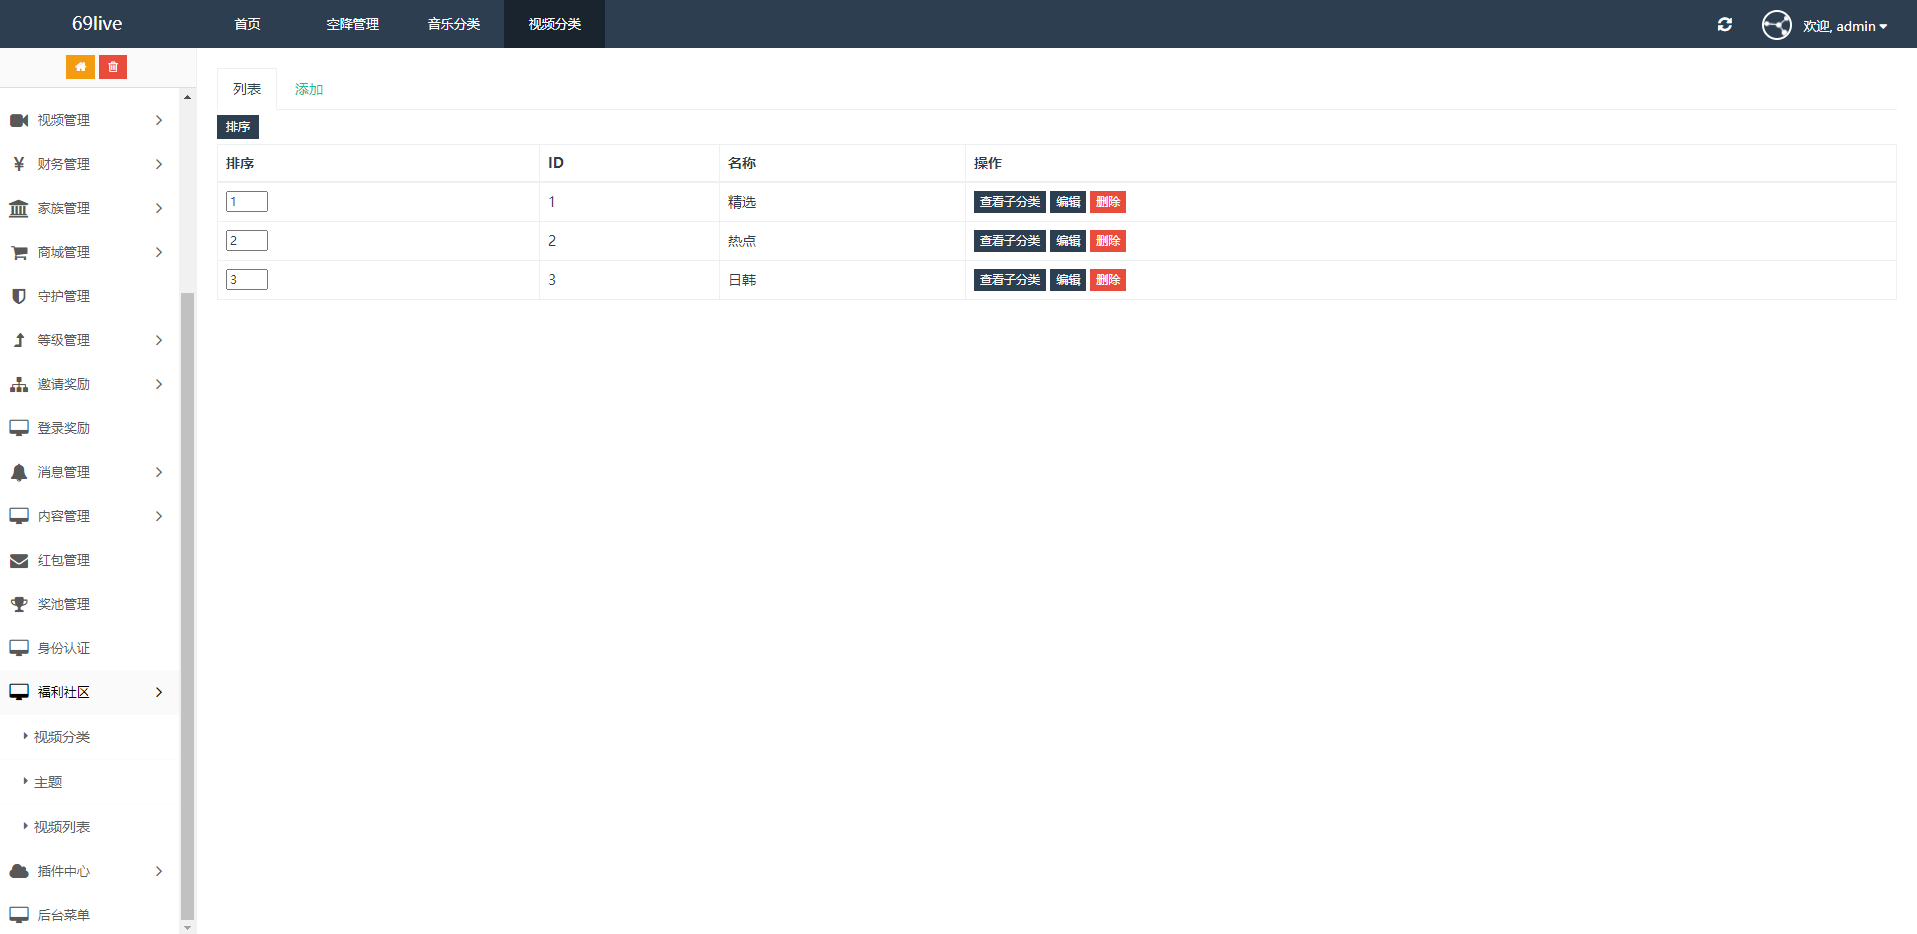 69live 首页 空降管理 音乐分类 视频分类 欢迎, admin
列表 添加
排序
排序 ID 名称 操作
1 1 精选 查看子分类 编辑 删除
2 2 热点 查看子分类 编辑 删除
3 3 日韩 查看子分类 编辑 删除
视频管理
¥ 财务管理
家族管理
商城管理
守护管理
等级管理
邀请奖励
登录奖励
消息管理
内容管理
红包管理
奖池管理
身份认证
福利社区
视频分类
主题
视频列表
插件中心
后台菜单